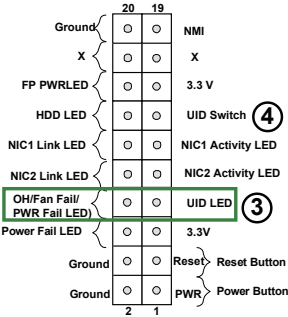 20 19
Ground NMI
X X
FP PWRLED 3.3 V
HDD LED UID Switch 4
NIC1 Link LED NIC1 Activity LED
NIC2 Link LED NIC2 Activity LED
OH/Fan Fail/
PWR Fail LED) UID LED 3
Power Fail LED 3.3V
Ground Reset Reset Button
Ground PWR Power Button
2 1